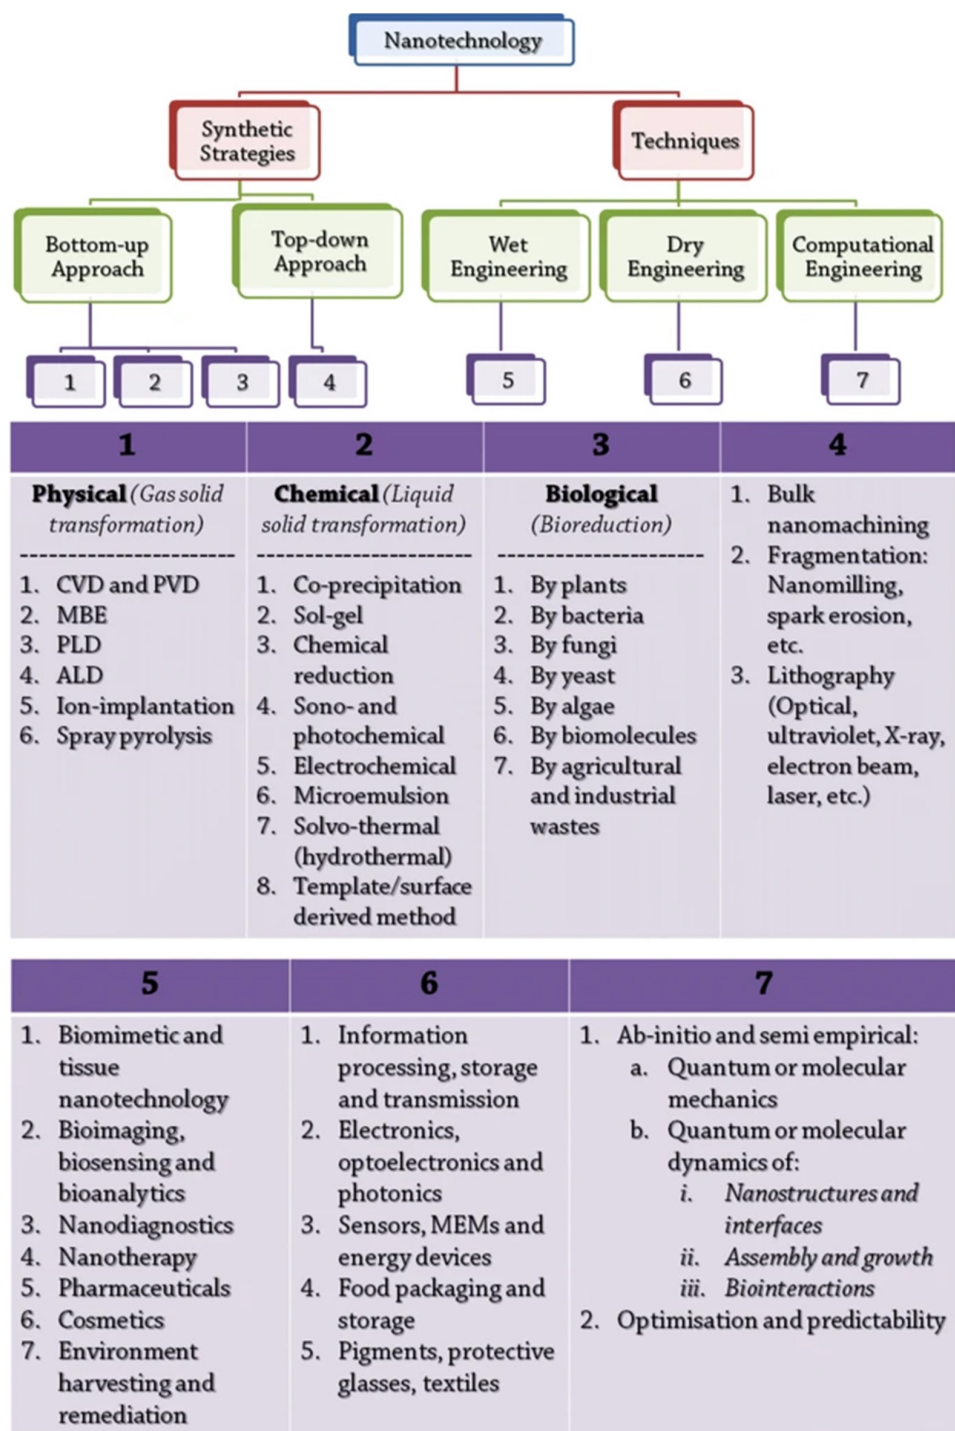 Nanotechnology
Synthetic
Strategies
Techniques
Bottom-up
Approach
Top-down
Approach
Wet
Engineering
Dry
Engineering
Computational
Engineering
1
2
3
4
5
6
7
1
Physical (Gas solid
transformation)
------------------------
1. CVD and PVD
2. MBE
3. PLD
4. ALD
5. Ion-implantation
6. Spray pyrolysis
2
Chemical (Liquid
solid transformation)
------------------------
1. Co-precipitation
2. Sol-gel
3. Chemical
reduction
4. Sono- and
photochemical
5. Electrochemical
6. Microemulsion
7. Solvo-thermal
(hydrothermal)
8. Template/surface
derived method
3
Biological
(Bioreduction)
-----------------------
1. By plants
2. By bacteria
3. By fungi
4. By yeast
5. By algae
6. By biomolecules
7. By agricultural
and industrial
wastes
4
1. Bulk
nanomachining
2. Fragmentation:
Nanomilling,
spark erosion,
etc.
3. Lithography
(Optical,
ultraviolet, X-ray,
electron beam,
laser, etc.)
5
1. Biomimetic and
tissue
nanotechnology
2. Bioimaging,
biosensing and
bioanalytics
3. Nanodiagnostics
4. Nanotherapy
5. Pharmaceuticals
6. Cosmetics
7. Environment
harvesting and
remediation
6
1. Information
processing, storage
and transmission
2. Electronics,
optoelectronics and
photonics
3. Sensors, MEMs and
energy devices
4. Food packaging and
storage
5. Pigments, protective
glasses, textiles
7
1. Ab-initio and semi empirical:
a. Quantum or molecular
mechanics
b. Quantum or molecular
dynamics of:
i. Nanostructures and
interfaces
ii. Assembly and growth
iii. Biointeractions
2. Optimisation and predictability